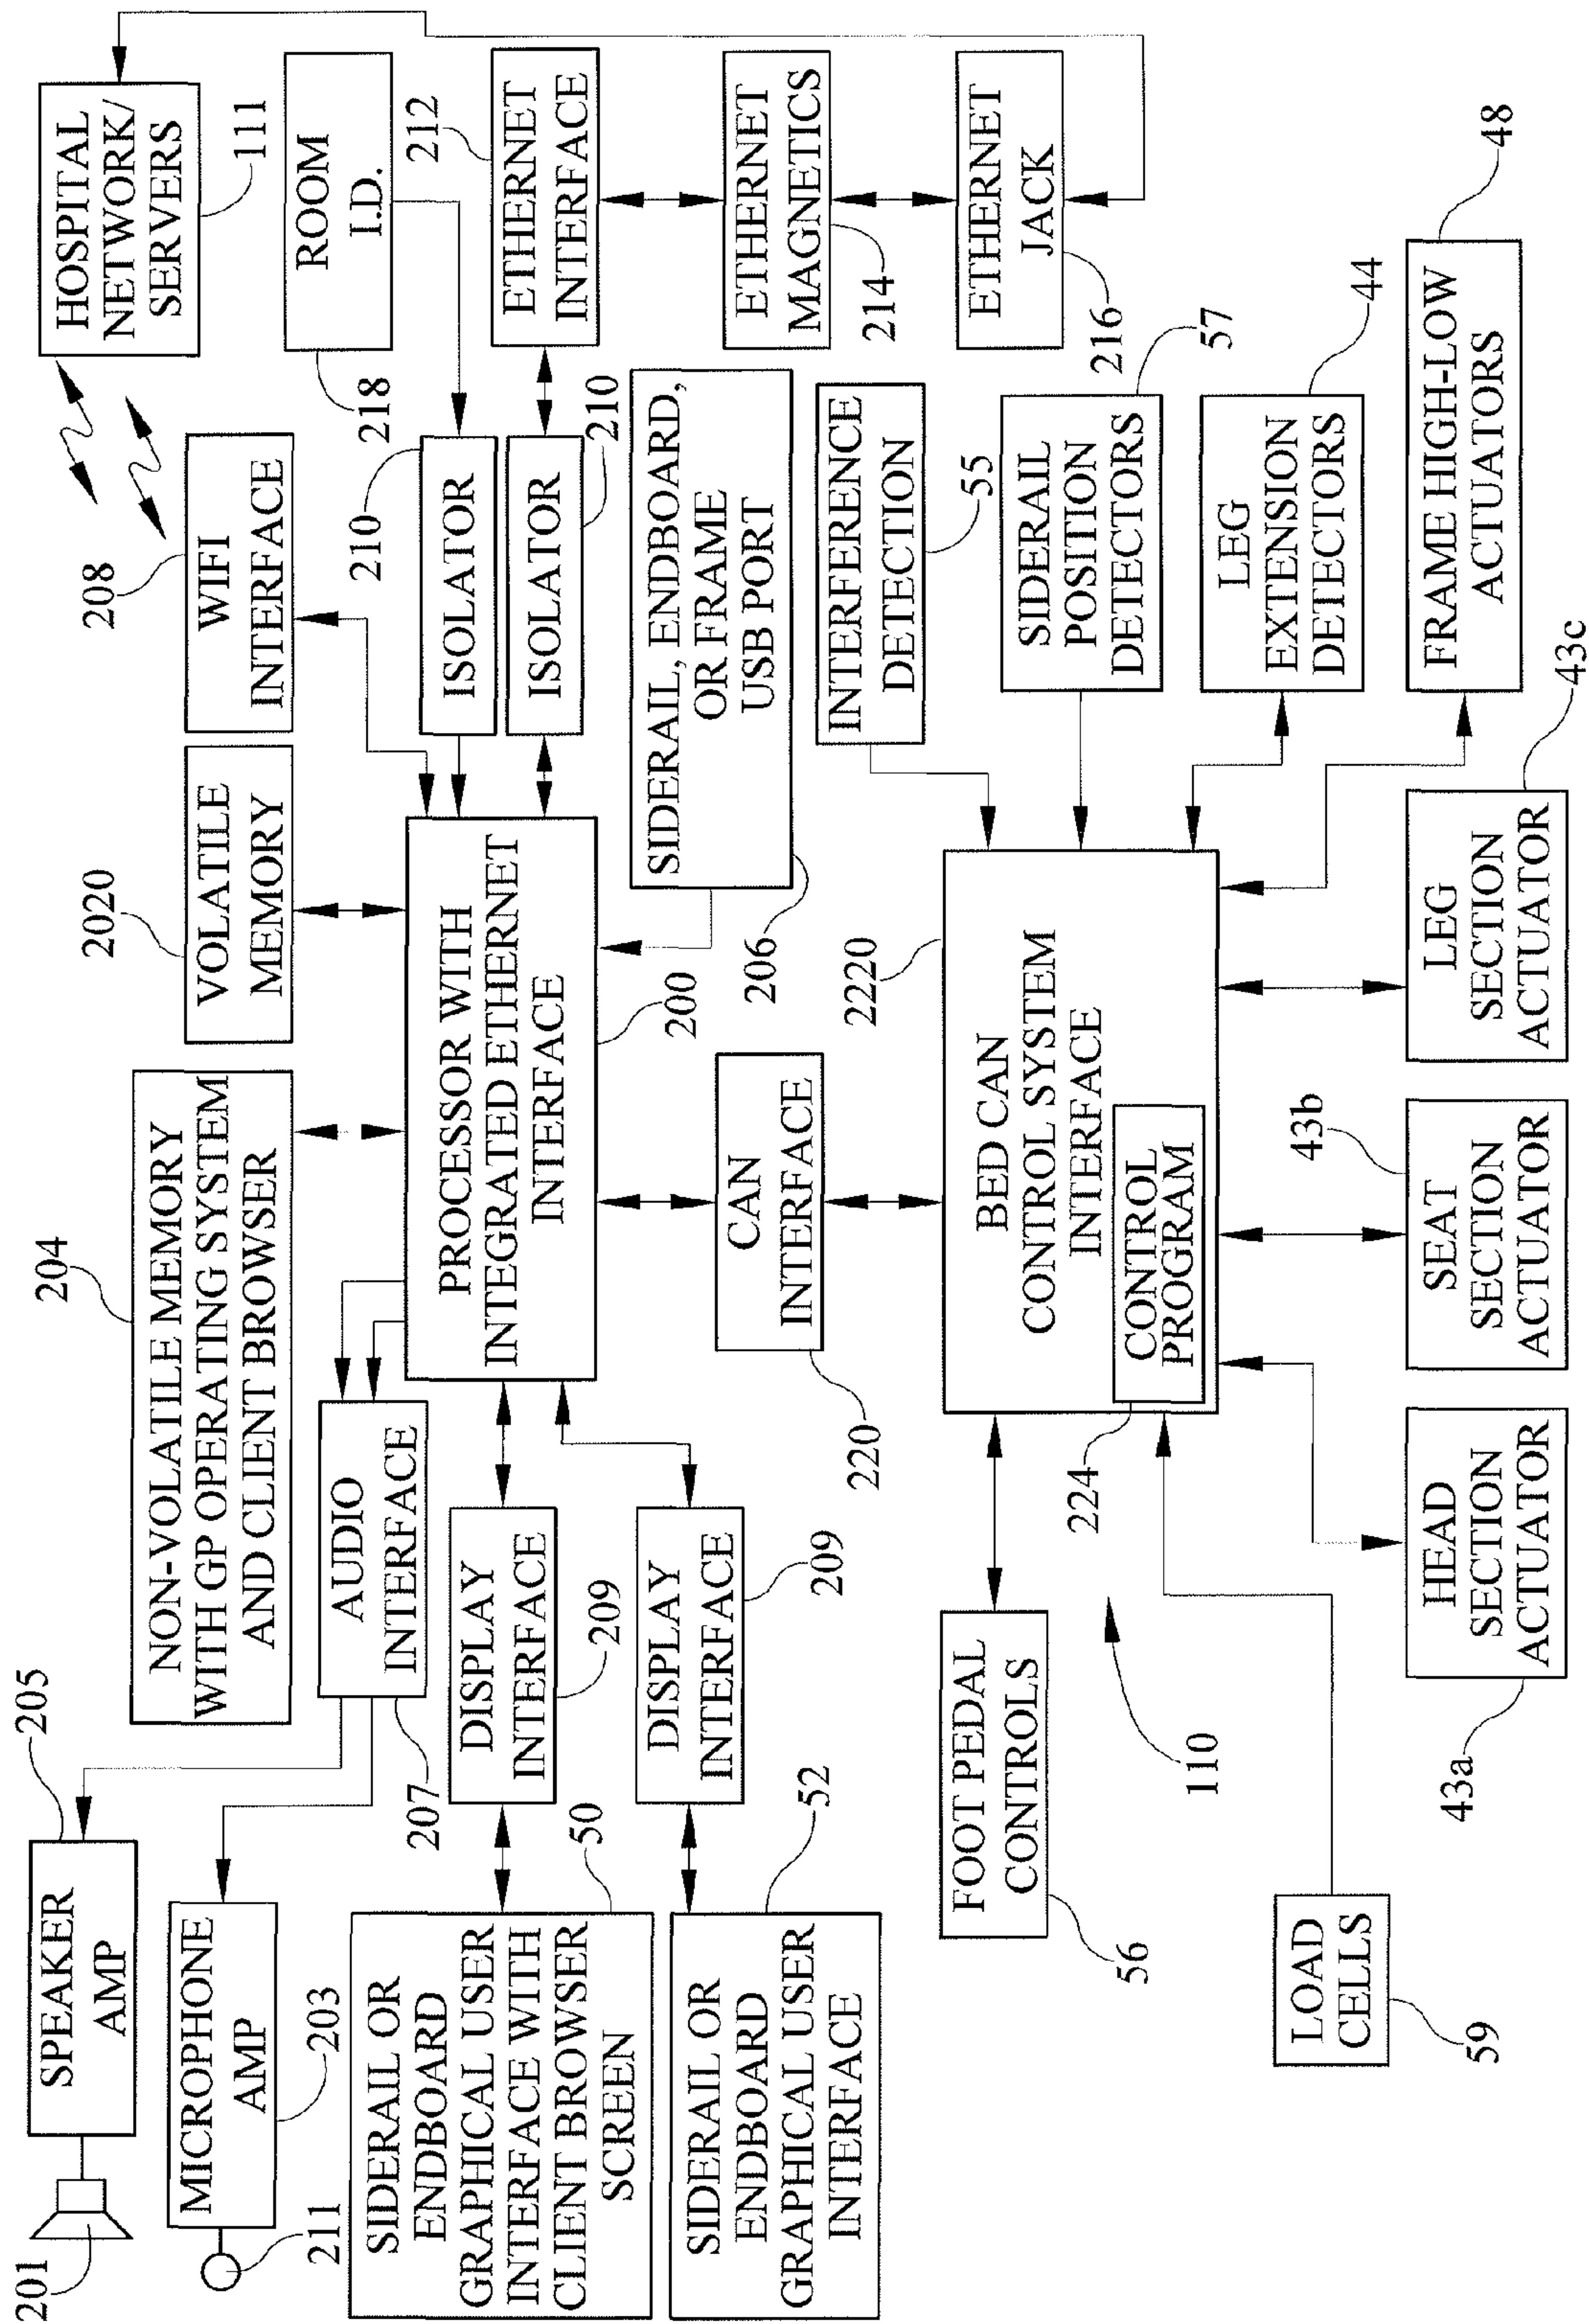 201
SPEAKER
AMP
205
211
MICROPHONE
AMP
203
204
NON-VOLATILE MEMORY
WITH GP OPERATING SYSTEM
AND CLIENT BROWSER
2020
VOLATILE
MEMORY
208
WIFI
INTERFACE
HOSPITAL
NETWORK/
SERVERS
111
ROOM
I.D.
218
AUDIO
INTERFACE
207
210
ISOLATOR
ISOLATOR
210
212
ETHERNET
INTERFACE
SIDERAIL OR
ENDBOARD
GRAPHICAL USER
INTERFACE WITH
CLIENT BROWSER
SCREEN
50
DISPLAY
INTERFACE
209
PROCESSOR WITH
INTEGRATED ETHERNET
INTERFACE
200
SIDERAIL, ENDBOARD,
OR FRAME
USB PORT
206
ETHERNET
MAGNETICS
214
SIDERAIL OR
ENDBOARD
GRAPHICAL USER
INTERFACE
52
DISPLAY
INTERFACE
209
CAN
INTERFACE
220
INTERFERENCE
DETECTION
55
ETHERNET
JACK
216
FOOT PEDAL
CONTROLS
56
BED CAN
CONTROL SYSTEM
INTERFACE
2220
CONTROL
PROGRAM
224
SIDERAIL
POSITION
DETECTORS
57
110
LEG
EXTENSION
DETECTORS
44
LOAD
CELLS
59
HEAD
SECTION
ACTUATOR
43a
SEAT
SECTION
ACTUATOR
43b
LEG
SECTION
ACTUATOR
43c
FRAME HIGH-LOW
ACTUATORS
48